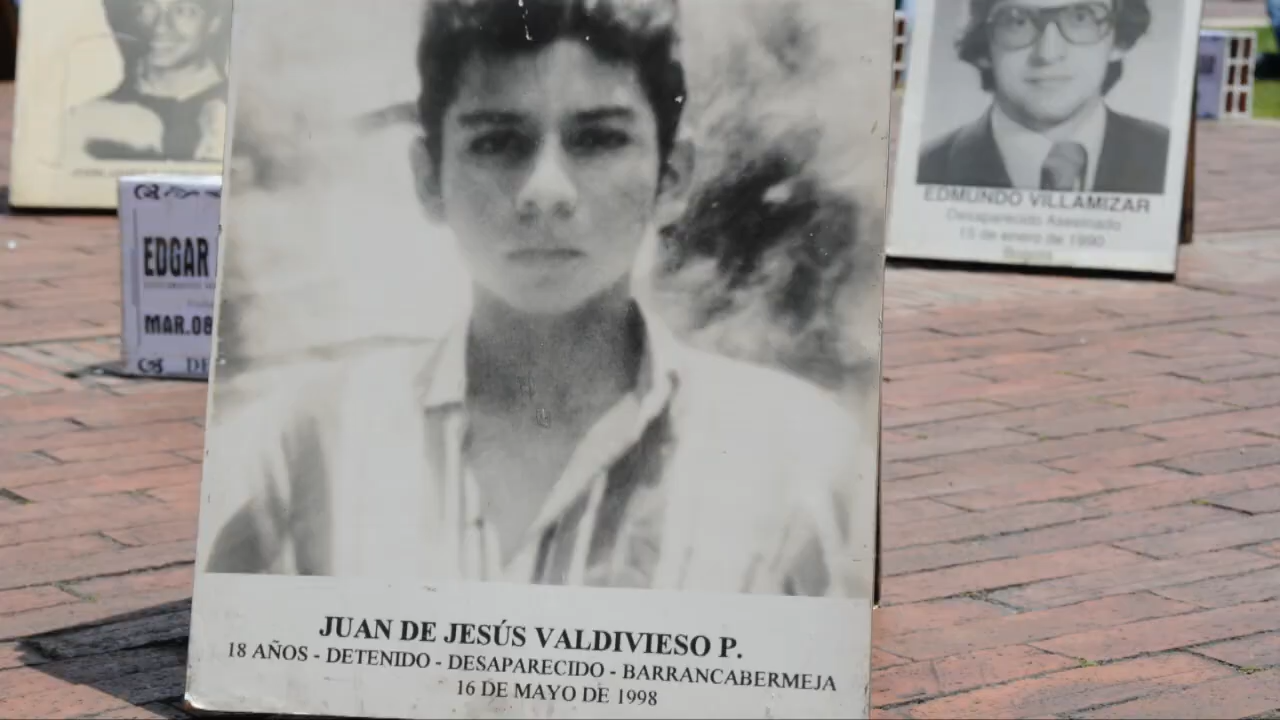 EDGAR
MAR.08
DE
EDMUNDO VILLAMIZAR
Desaparecido Asesinado
15 de enero de 1990
JUAN DE JESÚS VALDIVIESO P.
18 AÑOS - DETENIDO - DESAPARECIDO - BARRANCABERMEJA
16 DE MAYO DE 1998